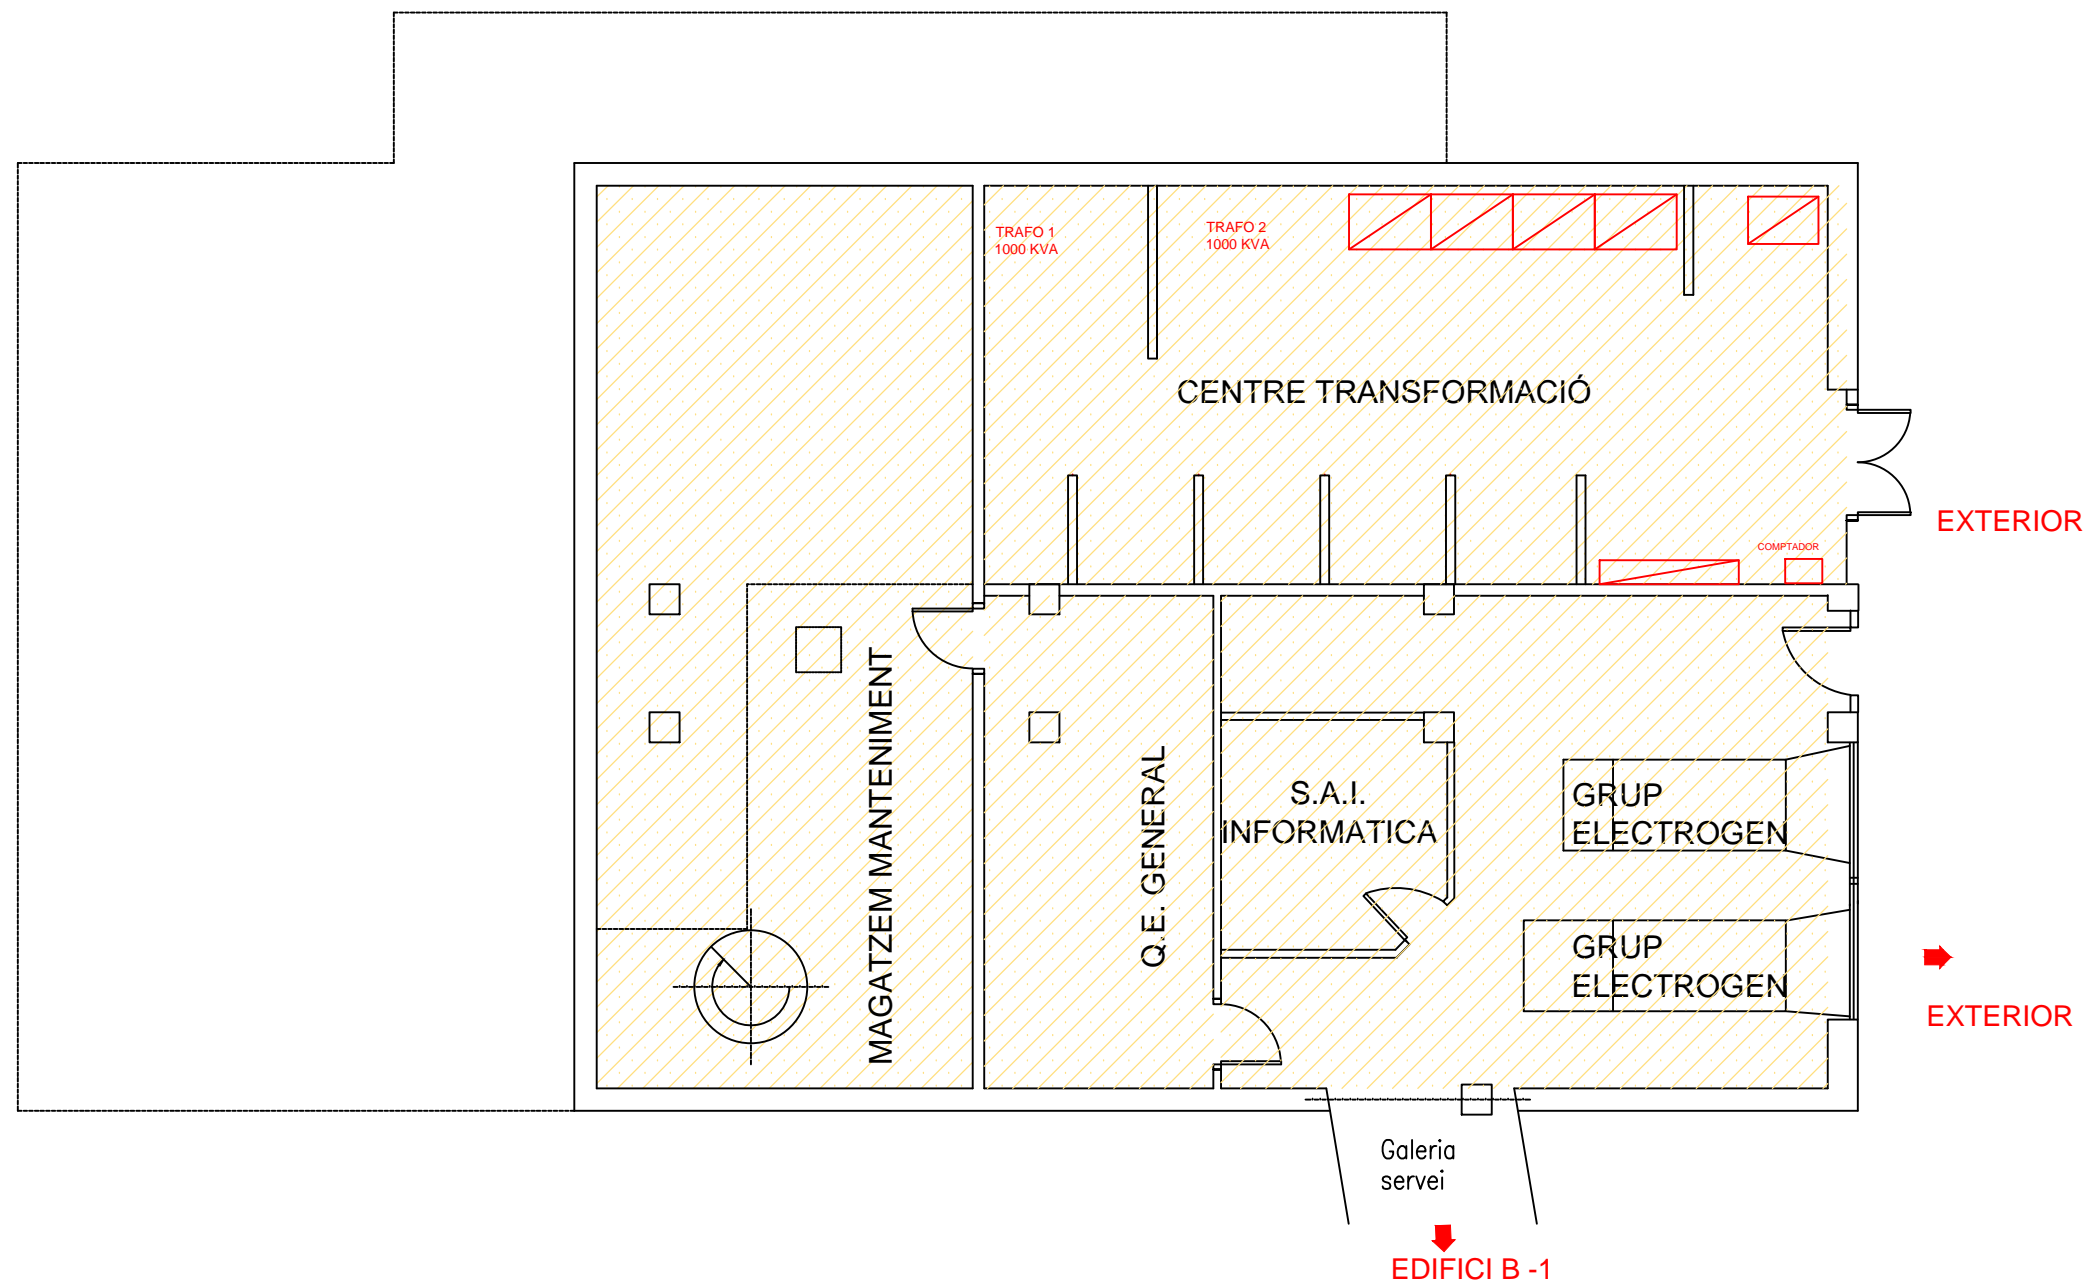 TRAFO 1
1000 KVA
TRAFO 2
1000 KVA
CENTRE TRANSFORMACIÓ
EXTERIOR
COMPTADOR
MAGATZEM MANTENIMENT
Q.E. GENERAL
S.A.I.
INFORMATICA
GRUP
ELECTROGEN
GRUP
ELECTROGEN
EXTERIOR
Galeria
servei
EDIFICI B -1